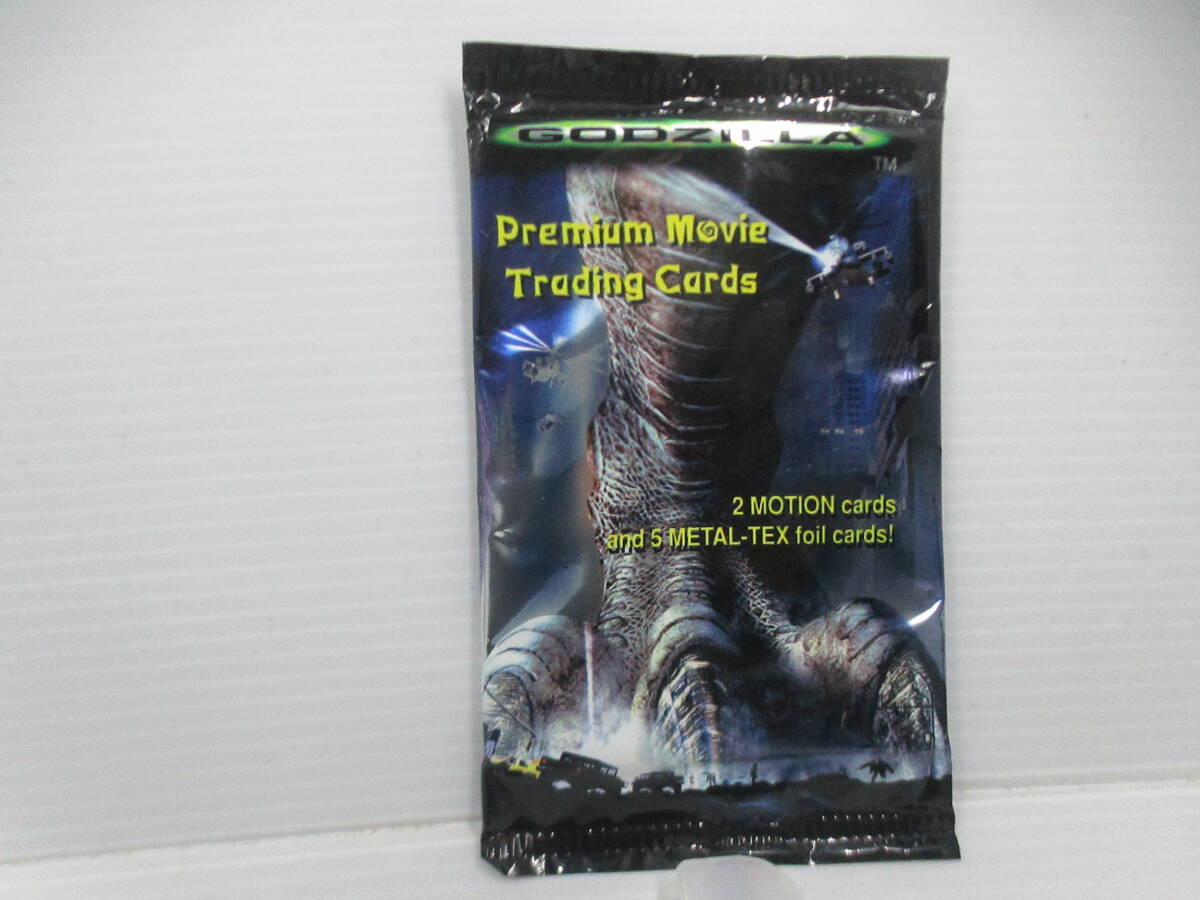 GODZILLA
TM
Premium Movie
Trading Cards
2 MOTION cards
and 5 METAL-TEX foil cards!